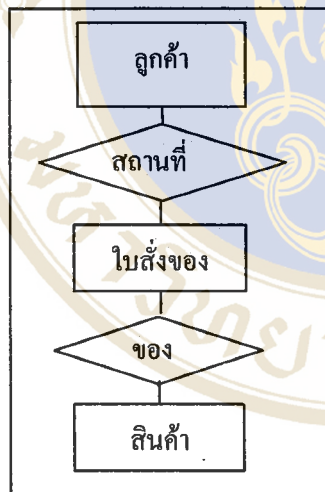 ลูกค้า
สถานที่
ใบสั่งของ
ของ
สินค้า